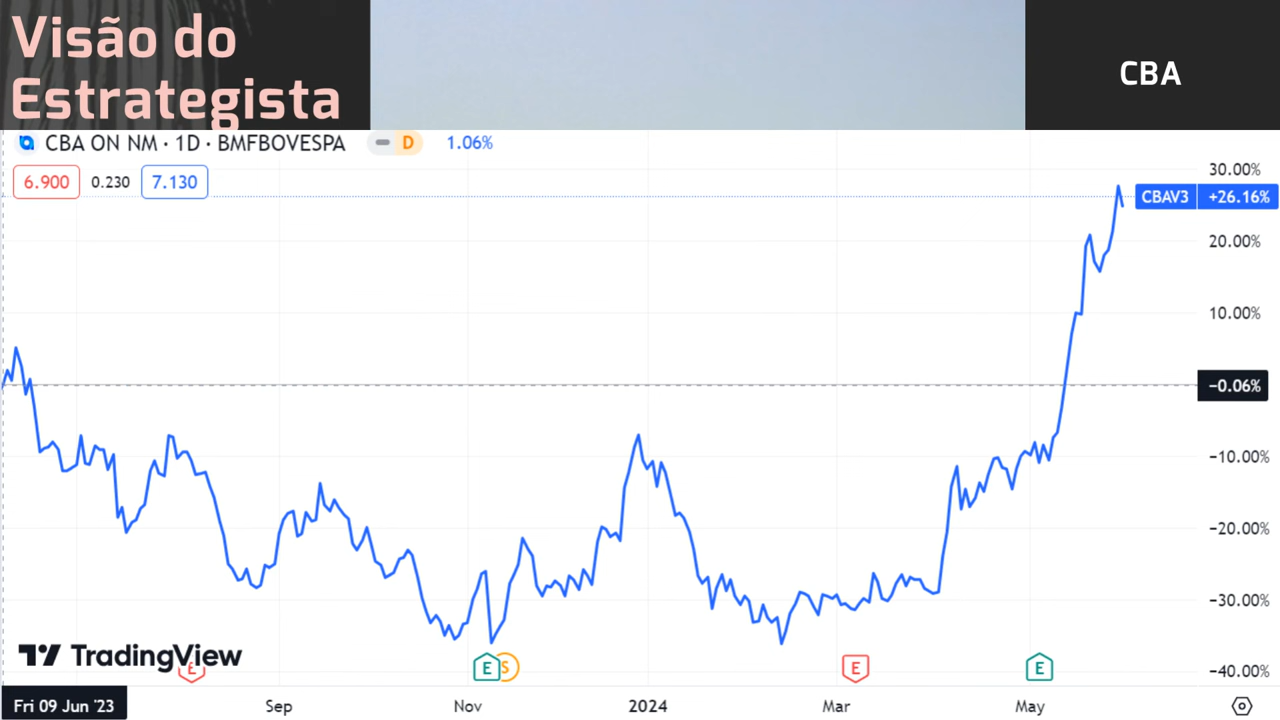 Visão do
Estrategista
CBA
CBA ON NM · 1D · BMFBOVESPA
D
1.06%
6.900
0.230
7.130
30.00%
CBAV3
+26.16%
20.00%
10.00%
−0.06%
−10.00%
−20.00%
−30.00%
−40.00%
TradingView
E
E
S
E
E
Fri 09 Jun '23
Sep
Nov
2024
Mar
May